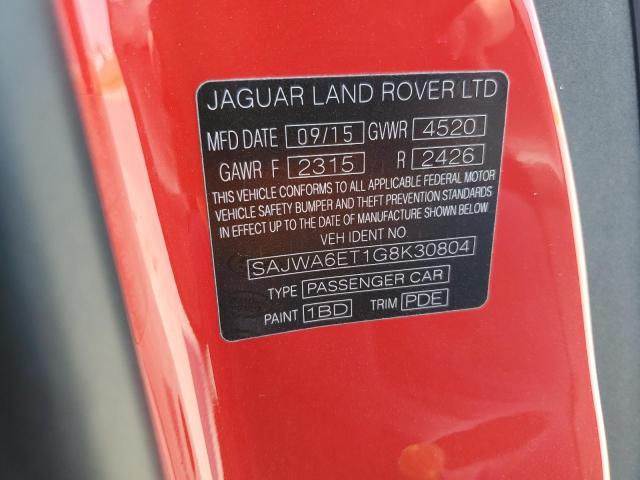 JAGUAR LAND ROVER LTD
MFD DATE 09/15 GVWR 4520
GAWR F 2315 R 2426
THIS VEHICLE CONFORMS TO ALL APPLICABLE FEDERAL MOTOR
VEHICLE SAFETY BUMPER AND THEFT PREVENTION STANDARDS
IN EFFECT UPON THE DATE OF MANUFACTURE SHOWN BELOW.
VEH IDENT NO.
SAJWA6ET1G8K30804
TYPE PASSENGER CAR
PAINT 1BD TRIM PDE